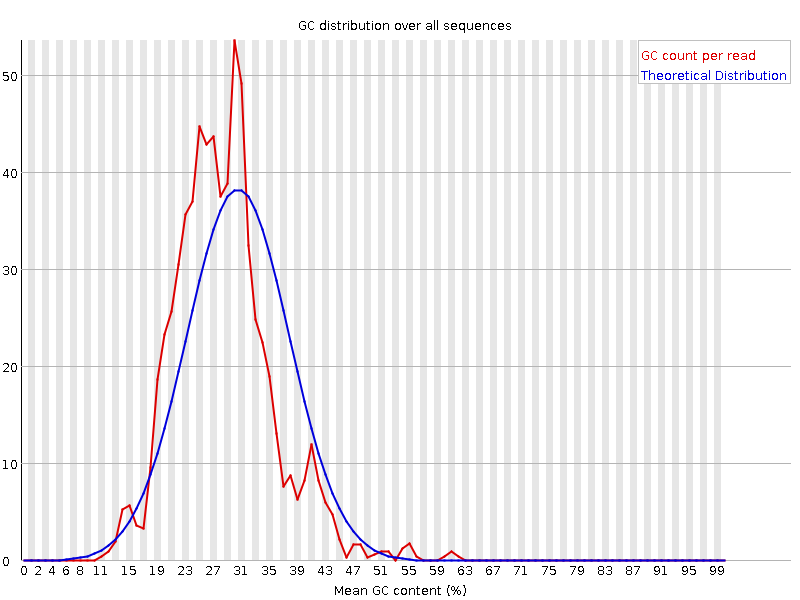 GC distribution over all sequences
GC count per read
Theoretical Distribution
50
40
30
20
10
0
0 2 4 6 8 11 15 19 23 27 31 35 39 43 47 51 55 59 63 67 71 75 79 83 87 91 95 99
Mean GC content (%)